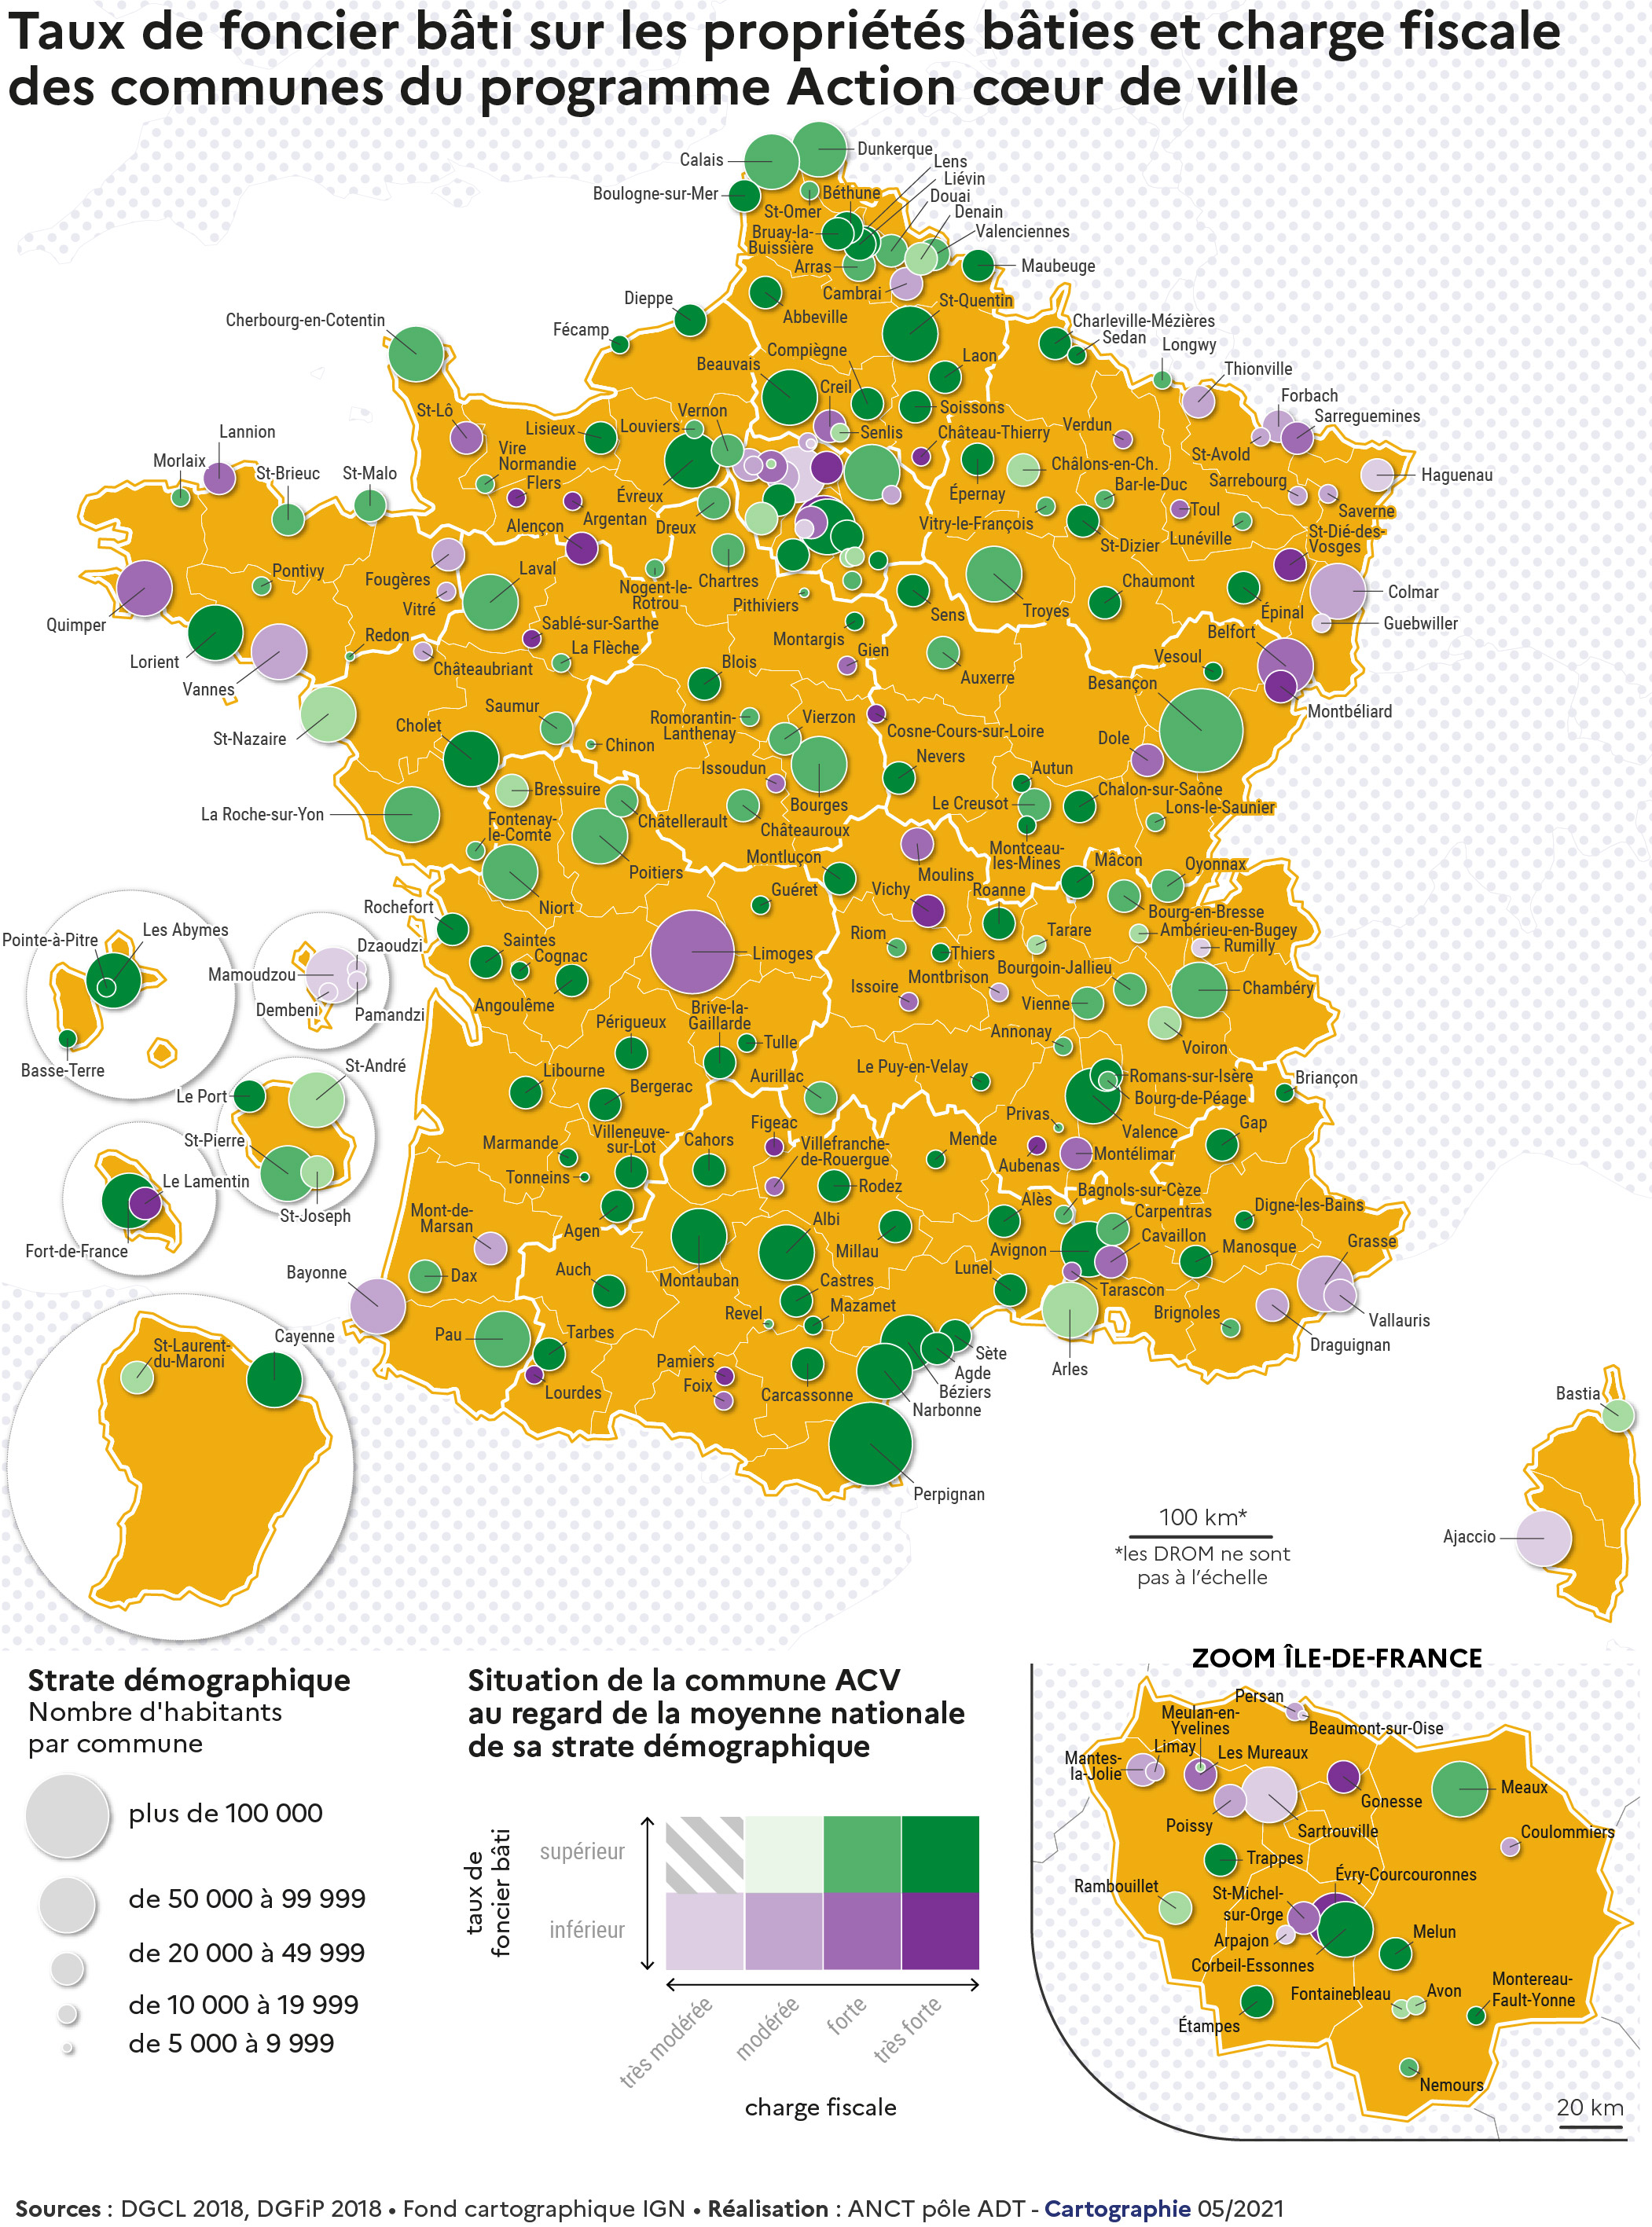 Taux de foncier bâti sur les propriétés bâties et charge fiscale
des communes du programme Action cœur de ville
Dunkerque
Calais
Lens
Liévin
Boulogne-sur-Mer
Béthune
Douai
St-Omer
Denain
Bruay-la-
Buissière
Valenciennes
Arras
Maubeuge
Cambrai
Dieppe
St-Quentin
Abbeville
Cherbourg-en-Cotentin
Fécamp
Charleville-Mézières
Sedan
Longwy
Compiègne
Laon
Beauvais
Thionville
Creil
Forbach
St-Lô
Vernon
Soissons
Sarreguemines
Lannion
Lisieux
Louviers
Senlis
Château-Thierry
Verdun
Vire
Normandie
St-Avold
Morlaix
St-Brieuc
St-Malo
Flers
Châlons-en-Ch.
Haguenau
Évreux
Épernay
Bar-le-Duc
Sarrebourg
Saverne
Argentan
Dreux
Vitry-le-François
Toul
Alençon
St-Dizier
Lunéville
St-Dié-des-
Vosges
Pontivy
Fougères
Laval
Chartres
Chaumont
Nogent-le-
Rotrou
Colmar
Vitré
Pithiviers
Sens
Troyes
Épinal
Quimper
Redon
Sablé-sur-Sarthe
Guebwiller
Montargis
Belfort
Lorient
La Flèche
Gien
Vesoul
Châteaubriant
Blois
Auxerre
Besançon
Vannes
Saumur
Montbéliard
Romorantin-
Lanthenay
Vierzon
St-Nazaire
Cholet
Cosne-Cours-sur-Loire
Chinon
Dole
Nevers
Issoudun
Autun
Bressuire
Bourges
Chalon-sur-Saône
Le Creusot
Lons-le-Saunier
La Roche-sur-Yon
Fontenay-
le-Comte
Châtellerault
Châteauroux
Montceau-
les-Mines
Montluçon
Mâcon
Oyonnax
Poitiers
Moulins
Vichy
Roanne
Guéret
Niort
Rochefort
Bourg-en-Bresse
Les Abymes
Pointe-à-Pitre
Dzaoudzi
Saintes
Riom
Tarare
Ambérieu-en-Bugey
Rumilly
Cognac
Limoges
Thiers
Mamoudzou
Montbrison
Bourgoin-Jallieu
Issoire
Chambéry
Dembeni
Pamandzi
Angoulême
Brive-la-
Gaillarde
Vienne
Périgueux
Annonay
Voiron
Tulle
Basse-Terre
St-André
Libourne
Le Puy-en-Velay
Romans-sur-Isère
Briançon
Le Port
Bergerac
Aurillac
Bourg-de-Péage
Privas
St-Pierre
Figeac
Valence
Gap
Villeneuve-
sur-Lot
Cahors
Villefranche-
de-Rouergue
Mende
Marmande
Aubenas
Montélimar
Tonneins
Le Lamentin
Rodez
Bagnols-sur-Cèze
Alès
Digne-les-Bains
St-Joseph
Mont-de-
Marsan
Carpentras
Agen
Albi
Millau
Avignon
Cavaillon
Manosque
Grasse
Fort-de-France
Bayonne
Dax
Auch
Montauban
Castres
Lunel
Tarascon
Revel
Mazamet
Brignoles
Vallauris
Cayenne
Pau
Tarbes
St-Laurent-
du-Maroni
Draguignan
Pamiers
Sète
Agde
Arles
Foix
Carcassonne
Béziers
Lourdes
Narbonne
Bastia
Perpignan
100 km*
*les DROM ne sont
pas à l'échelle
Ajaccio
Strate démographique
Nombre d'habitants
par commune
plus de 100 000
de 50 000 à 99 999
de 20 000 à 49 999
de 10 000 à 19 999
de 5 000 à 9 999
Situation de la commune ACV
au regard de la moyenne nationale
de sa strate démographique
taux de
foncier bâti
supérieur
inférieur
très modérée
modérée
forte
très forte
charge fiscale
ZOOM ÎLE-DE-FRANCE
Persan
Meulan-en-
Yvelines
Beaumont-sur-Oise
Limay
Les Mureaux
Mantes-
la-Jolie
Meaux
Gonesse
Poissy
Sartrouville
Coulommiers
Trappes
Évry-Courcouronnes
Rambouillet
St-Michel-
sur-Orge
Melun
Arpajon
Corbeil-Essonnes
Montereau-
Fault-Yonne
Fontainebleau
Avon
Étampes
Nemours
20 km
Sources : DGCL 2018, DGFiP 2018 • Fond cartographique IGN • Réalisation : ANCT pôle ADT - Cartographie 05/2021